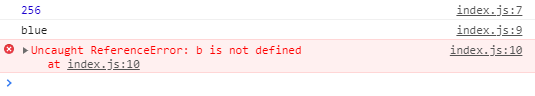 256 index.js:7
blue index.js:9
Uncaught ReferenceError: b is not defined index.js:10
at index.js:10